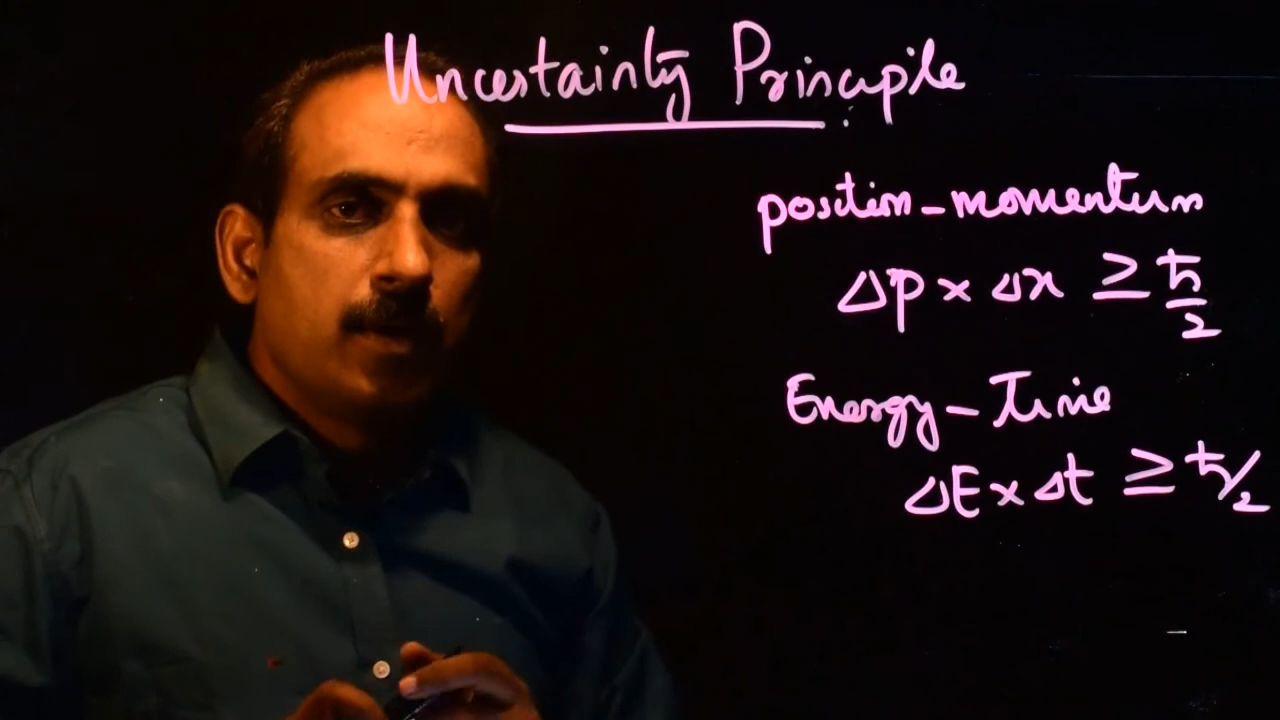 Uncertainty Principle
position-momentum
Δp × Δx ≥ ℏ/2
Energy-Time
ΔE × Δt ≥ ℏ/2